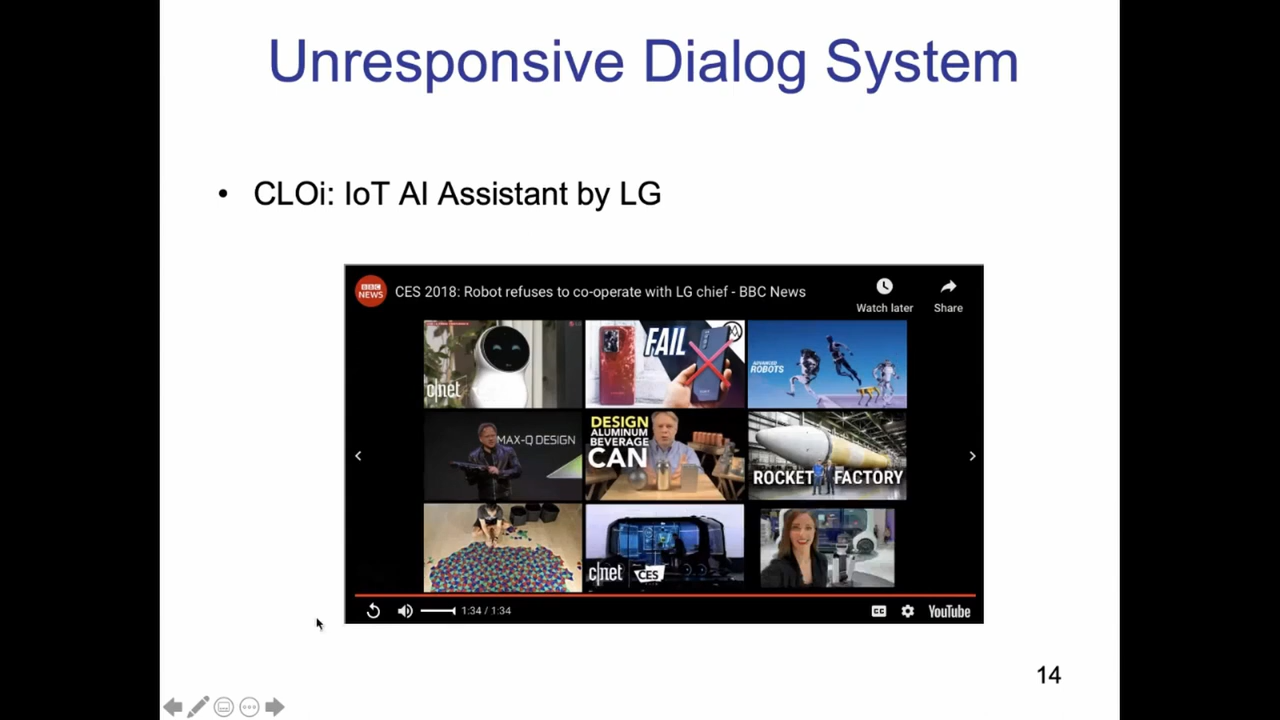 Unresponsive Dialog System
• CLOi: IoT AI Assistant by LG
BBC NEWS
CES 2018: Robot refuses to co-operate with LG chief - BBC News
Watch later
Share
c|net
FAIL
ADVANCED ROBOTS
MAX-Q DESIGN
DESIGN
ALUMINUM
BEVERAGE
CAN
ROCKET FACTORY
c|net
CES
1:34 / 1:34
CC
YouTube
14